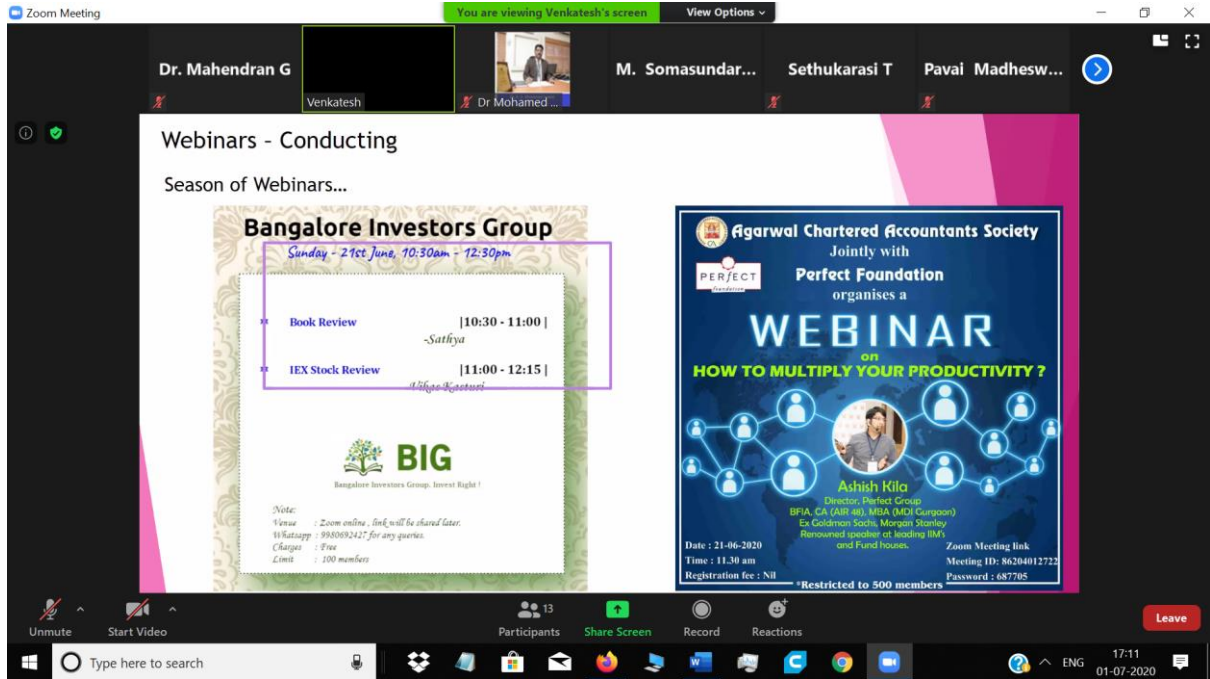 Zoom Meeting
You are viewing Venkatesh's screen
View Options
Dr. Mahendran G
Venkatesh
Dr Mohamed ...
M. Somasundar...
Sethukarasi T
Pavai Madhesw...
Webinars - Conducting
Season of Webinars...
Bangalore Investors Group
Sunday - 21st June, 10:30am - 12:30pm
Book Review |10:30 - 11:00 |
-Sathya
IEX Stock Review |11:00 - 12:15 |
Vikas Kasturi
BIG
Bangalore Investors Group. Invest Right !
Note:
Venue : Zoom online , link will be shared later.
Whatsapp : 9980692427 for any queries.
Charges : Free
Limit : 100 members
Agarwal Chartered Accountants Society
Jointly with
PERFECT
foundation
Perfect Foundation
organises a
WEBINAR
on
HOW TO MULTIPLY YOUR PRODUCTIVITY ?
Ashish Kila
Director, Perfect Group
BFIA, CA (AIR 48), MBA (MDI Gurgaon)
Ex Goldman Sachs, Morgan Stanley
Renowned speaker at leading IIM's
and Fund houses.
Date : 21-06-2020
Time : 11.30 am
Registration fee : Nil
Zoom Meeting link
Meeting ID: 86204012722
Password : 687705
*Restricted to 500 members
Unmute
Start Video
13
Participants
Share Screen
Record
Reactions
Leave
Type here to search
ENG
17:11
01-07-2020